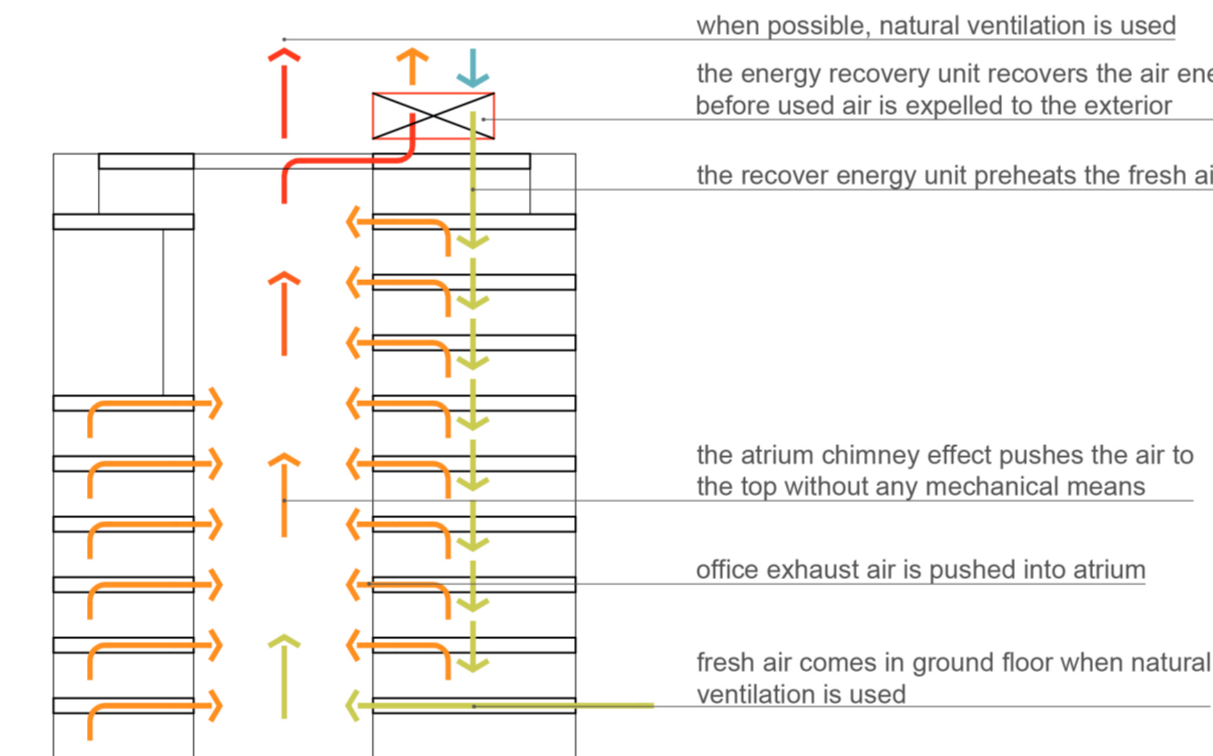 when possible, natural ventilation is used
the energy recovery unit recovers the air ene
before used air is expelled to the exterior
the recover energy unit preheats the fresh ai
the atrium chimney effect pushes the air to
the top without any mechanical means
office exhaust air is pushed into atrium
fresh air comes in ground floor when natural
ventilation is used